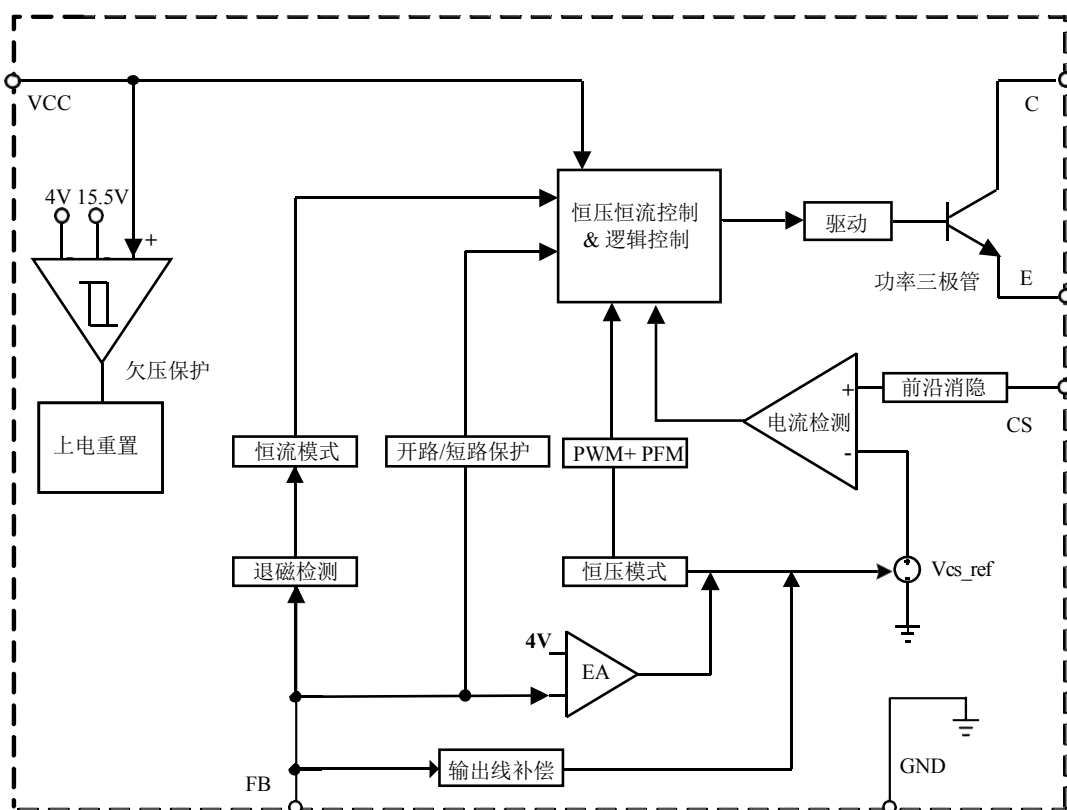 VCC
C
4V 15.5V
+
恒压恒流控制
& 逻辑控制
驱动
功率三极管
E
欠压保护
上电重置
+
前沿消隐
CS
电流检测
-
恒流模式
开路/短路保护
PWM+ PFM
退磁检测
恒压模式
Vcs_ref
4V
EA
FB
输出线补偿
GND